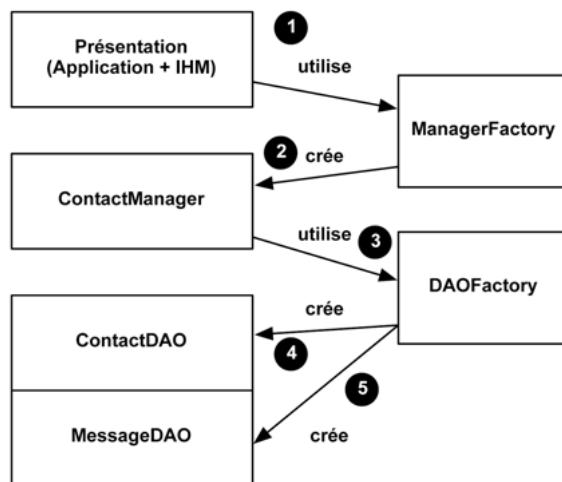 1
Présentation
(Application + IHM)
utilise
ManagerFactory
2
crée
ContactManager
utilise
3
DAOFactory
crée
ContactDAO
4
5
MessageDAO
crée